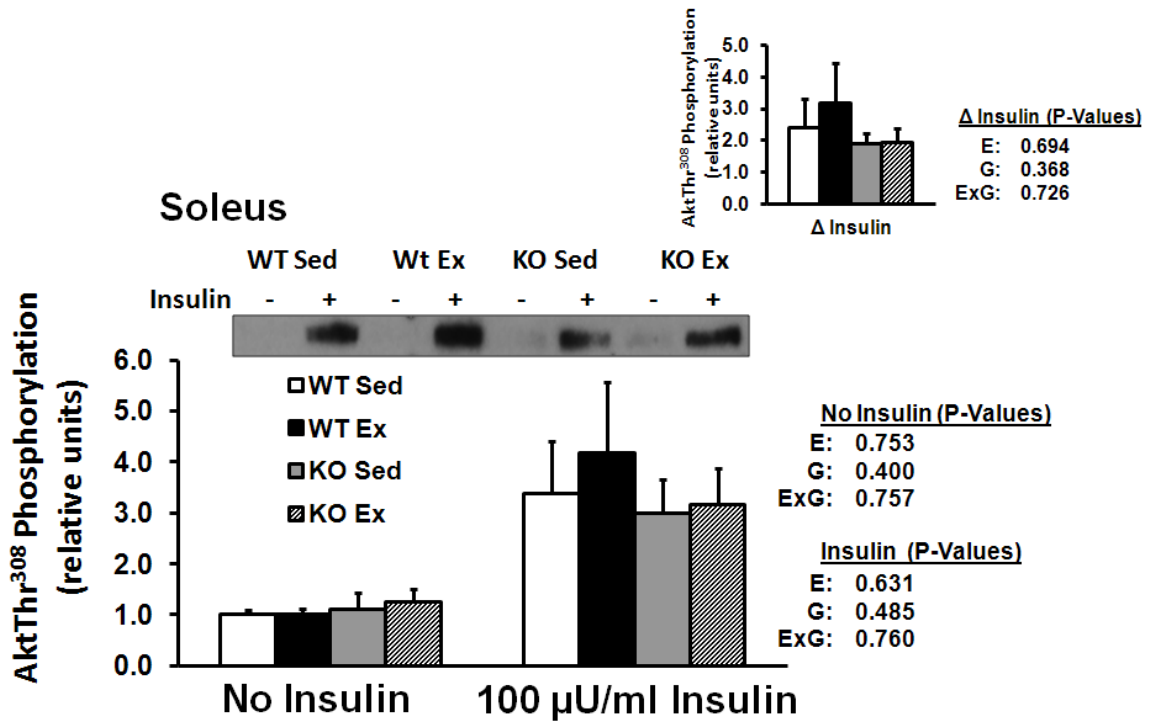 5.0
4.0
3.0
2.0
1.0
0.0
AktThr308 Phosphorylation
(relative units)
Δ Insulin
Δ Insulin (P-Values)
E: 0.694
G: 0.368
ExG: 0.726
Soleus
WT Sed Wt Ex KO Sed KO Ex
Insulin - + - + - + - +
AktThr308 Phosphorylation
(relative units)
6.0
5.0
4.0
3.0
2.0
1.0
0.0
WT Sed
WT Ex
KO Sed
KO Ex
No Insulin (P-Values)
E: 0.753
G: 0.400
ExG: 0.757
Insulin (P-Values)
E: 0.631
G: 0.485
ExG: 0.760
No Insulin 100 µU/ml Insulin